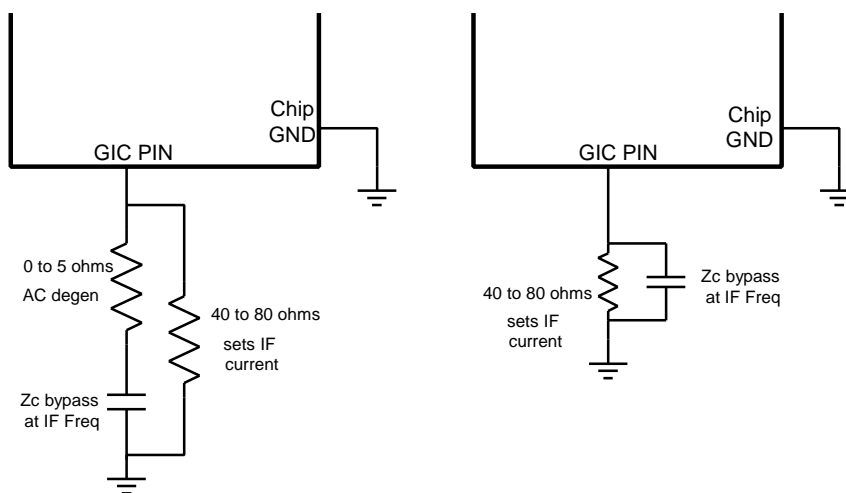 Chip
GND
GIC PIN
0 to 5 ohms
AC degen
40 to 80 ohms
sets IF
current
Zc bypass
at IF Freq
Chip
GND
GIC PIN
40 to 80 ohms
sets IF
current
Zc bypass
at IF Freq